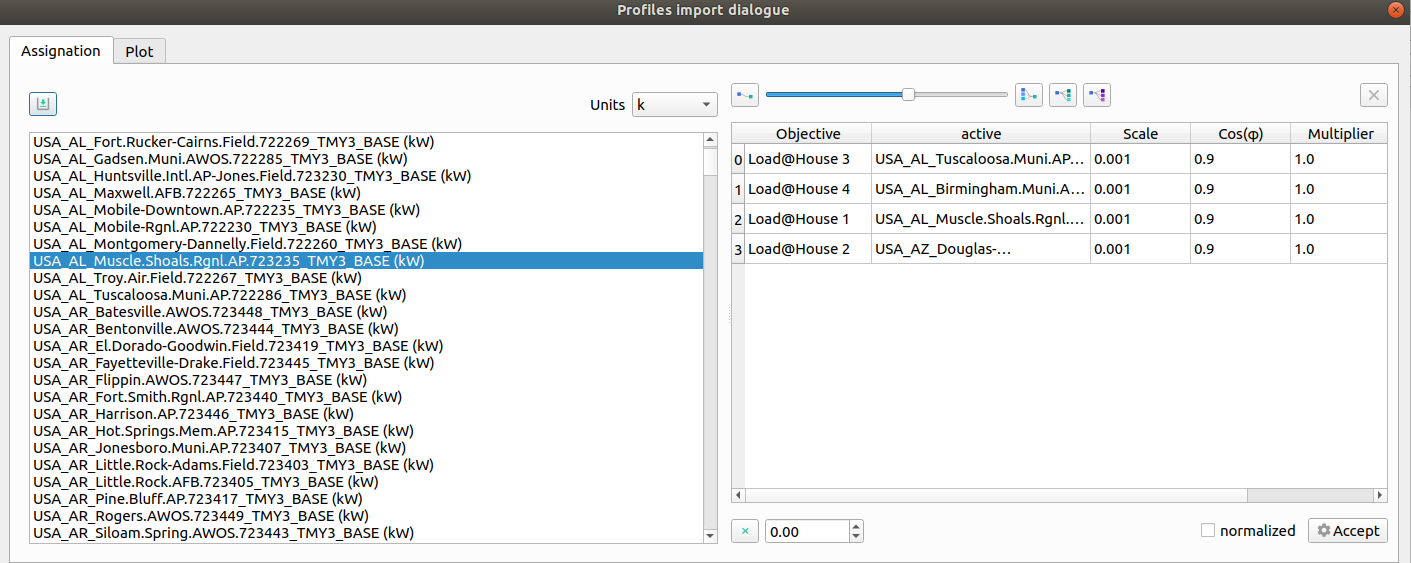 Profiles import dialogue
Assignation
Plot
Units
k
USA_AL_Fort.Rucker-Cairns.Field.722269_TMY3_BASE (kW)
USA_AL_Gadsen.Muni.AWOS.722285_TMY3_BASE (kW)
USA_AL_Huntsville.Intl.AP-Jones.Field.723230_TMY3_BASE (kW)
USA_AL_Maxwell.AFB.722265_TMY3_BASE (kW)
USA_AL_Mobile-Downtown.AP.722235_TMY3_BASE (kW)
USA_AL_Mobile-Rgnl.AP.722230_TMY3_BASE (kW)
USA_AL_Montgomery-Dannelly.Field.722260_TMY3_BASE (kW)
USA_AL_Muscle.Shoals.Rgnl.AP.723235_TMY3_BASE (kW)
USA_AL_Troy.Air.Field.722267_TMY3_BASE (kW)
USA_AL_Tuscaloosa.Muni.AP.722286_TMY3_BASE (kW)
USA_AR_Batesville.AWOS.723448_TMY3_BASE (kW)
USA_AR_Bentonville.AWOS.723444_TMY3_BASE (kW)
USA_AR_El.Dorado-Goodwin.Field.723419_TMY3_BASE (kW)
USA_AR_Fayetteville-Drake.Field.723445_TMY3_BASE (kW)
USA_AR_Flippin.AWOS.723447_TMY3_BASE (kW)
USA_AR_Fort.Smith.Rgnl.AP.723440_TMY3_BASE (kW)
USA_AR_Harrison.AP.723446_TMY3_BASE (kW)
USA_AR_Hot.Springs.Mem.AP.723415_TMY3_BASE (kW)
USA_AR_Jonesboro.Muni.AP.723407_TMY3_BASE (kW)
USA_AR_Little.Rock-Adams.Field.723403_TMY3_BASE (kW)
USA_AR_Little.Rock.AFB.723405_TMY3_BASE (kW)
USA_AR_Pine.Bluff.AP.723417_TMY3_BASE (kW)
USA_AR_Rogers.AWOS.723449_TMY3_BASE (kW)
USA_AR_Siloam.Spring.AWOS.723443_TMY3_BASE (kW)
Objective active Scale Cos(φ) Multiplier
0 Load@House 3 USA_AL_Tuscaloosa.Muni.AP... 0.001 0.9 1.0
1 Load@House 4 USA_AL_Birmingham.Muni.A... 0.001 0.9 1.0
2 Load@House 1 USA_AL_Muscle.Shoals.Rgnl.... 0.001 0.9 1.0
3 Load@House 2 USA_AZ_Douglas-... 0.001 0.9 1.0
0.00
normalized
Accept